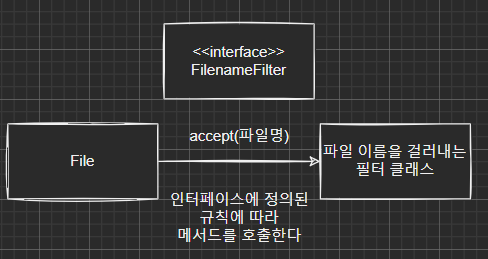 <<interface>>
FilenameFilter
accept(파일명)
File
파일 이름을 걸러내는
필터 클래스
인터페이스에 정의된
규칙에 따라
메서드를 호출한다